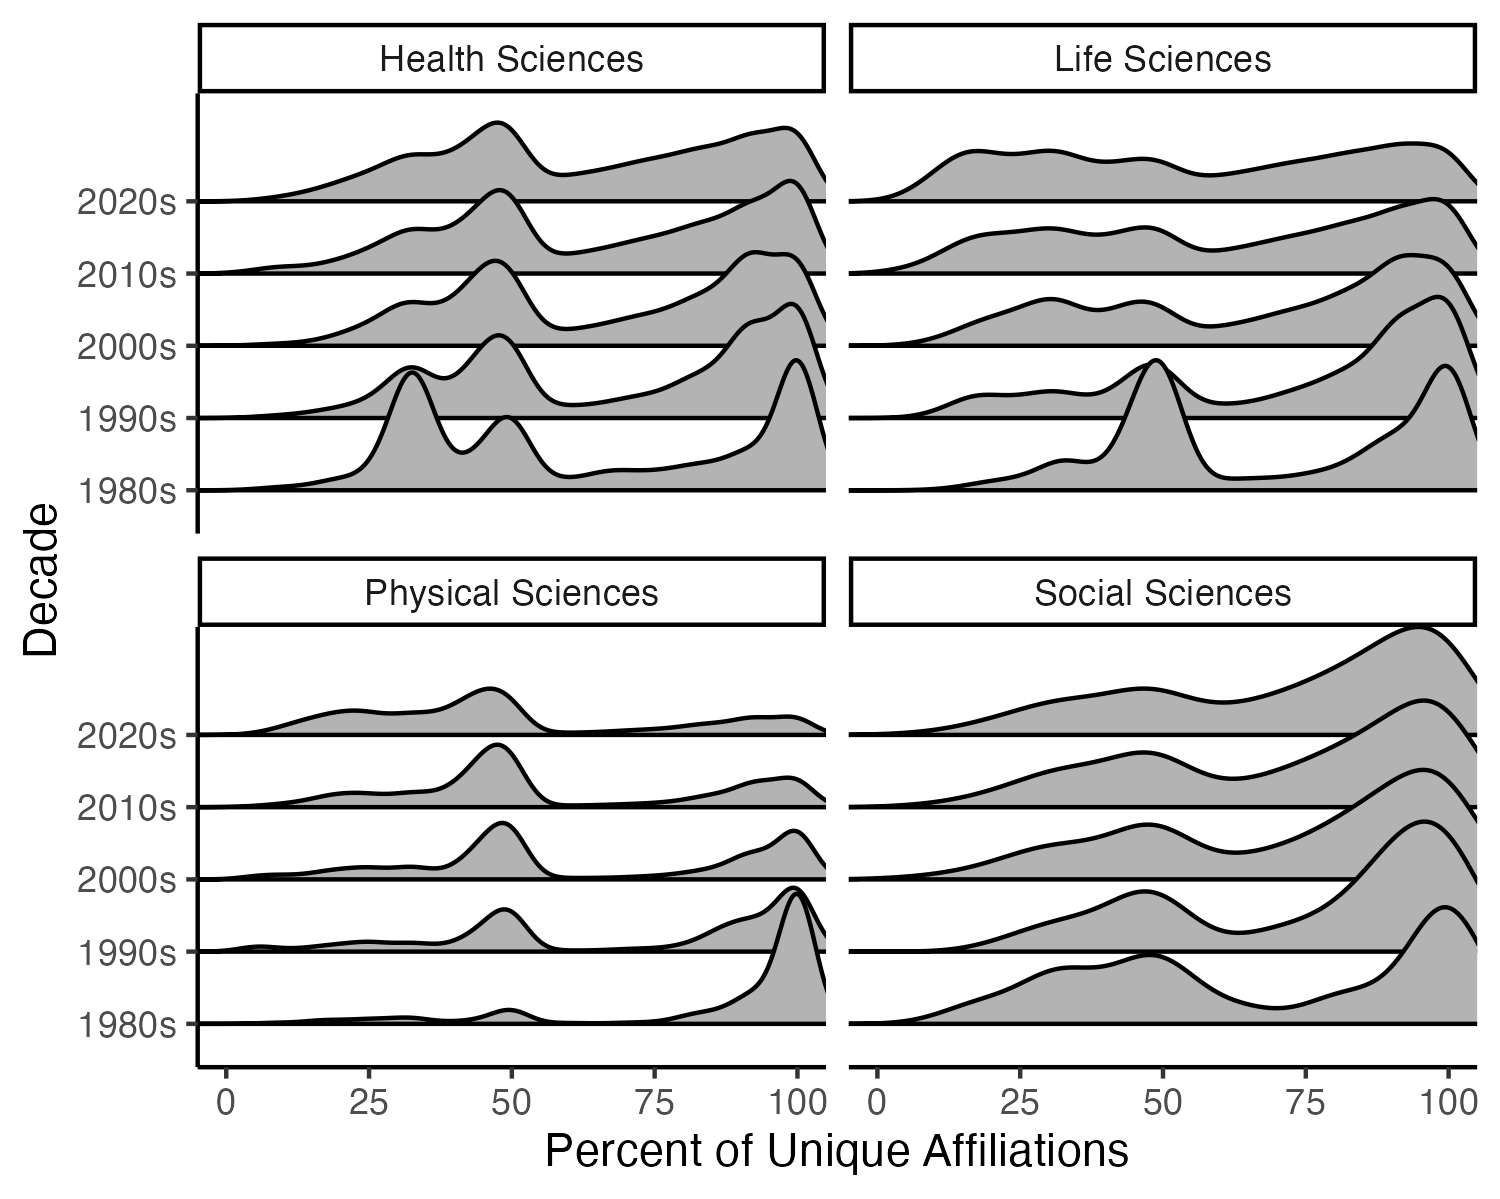 Health Sciences
Life Sciences
2020s
2010s
2000s
1990s
1980s
Decade
Physical Sciences
Social Sciences
2020s
2010s
2000s
1990s
1980s
0 25 50 75 100 0 25 50 75 100
Percent of Unique Affiliations